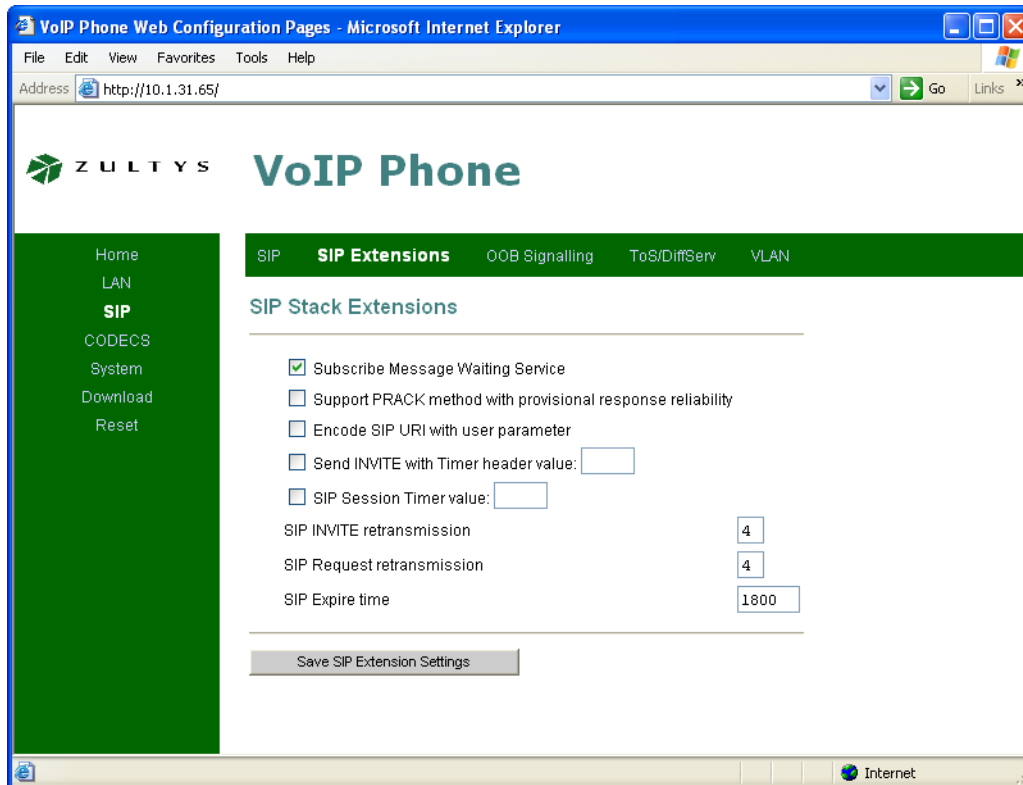 VoIP Phone Web Configuration Pages - Microsoft Internet Explorer
File Edit View Favorites Tools Help
Address http://10.1.31.65/ Go Links »
ZULTYS VoIP Phone
Home
LAN
SIP
CODECS
System
Download
Reset
SIP SIP Extensions OOB Signalling ToS/DiffServ VLAN
SIP Stack Extensions
Subscribe Message Waiting Service
Support PRACK method with provisional response reliability
Encode SIP URI with user parameter
Send INVITE with Timer header value:
SIP Session Timer value:
SIP INVITE retransmission 4
SIP Request retransmission 4
SIP Expire time 1800
Save SIP Extension Settings
Internet